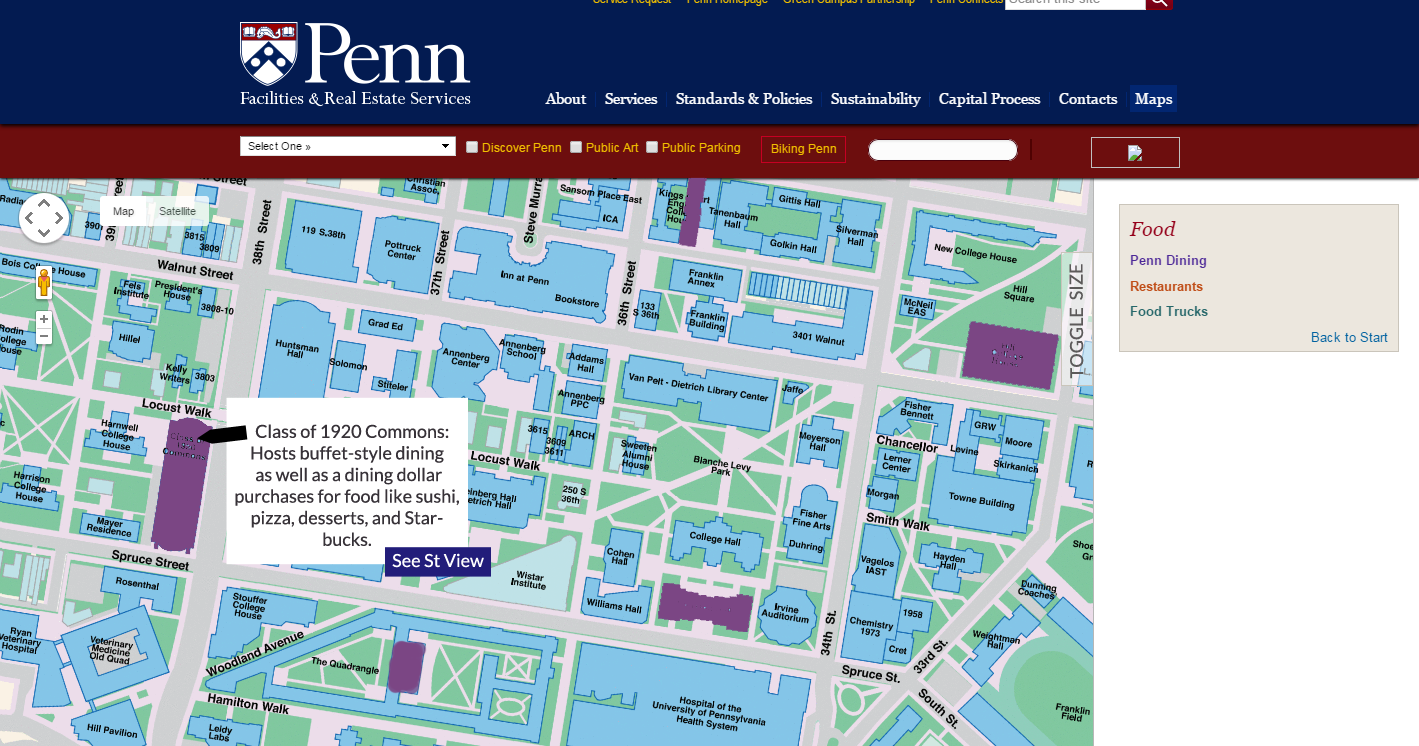 Service Request
Penn Homepage
Green Campus Partnership
Penn Connects
Search this site
Penn
Facilities & Real Estate Services
About
Services
Standards & Policies
Sustainability
Capital Process
Contacts
Maps
Select One »
Discover Penn
Public Art
Public Parking
Biking Penn
Map
Satellite
TOGGLE SIZE
Food
Penn Dining
Restaurants
Food Trucks
Back to Start
Christian
Assoc.
Sansom Place East
ICA
Steve Murra
Tanenbaum
Hall
Gittis Hall
Golkin Hall
Silverman
Hall
New College House
Hill
Square
3815
3809
38th Street
119 S.38th
Pottruck
Center
37th Street
Inn at Penn
Bookstore
36th Street
Franklin
Annex
133
S 36th
Franklin
Building
3401 Walnut
McNeil
EAS
Walnut Street
Bois College House
Fels
Institute
President's
House
3808-10
Huntsman
Hall
Grad Ed
Solomon
Stiteler
Annenberg
Center
Annenberg
School
Addams
Hall
Annenberg
PPC
Van Pelt - Dietrich Library Center
Jaffe
Rodin
College
House
Hillel
Kelly
Writers
3803
Locust Walk
Harnwell
College
House
Class of 1920 Commons:
Hosts buffet-style dining
as well as a dining dollar
purchases for food like sushi,
pizza, desserts, and Star-
bucks.
See St View
3615
3609
3611
ARCH
Sweeten
Alumni
House
Locust Walk
Blanche Levy
Park
Meyerson
Hall
Fisher
Bennett
Chancellor
GRW
Moore
Levine
Skirkanich
Lerner
Center
Morgan
Towne Building
Harrison
College
House
Mayer
Residence
250 S
36th
Fisher
Fine Arts
Duhring
Smith Walk
College Hall
Cohen
Hall
Vagelos
IAST
Hayden
Hall
Spruce Street
Rosenthal
Wistar
Institute
Williams Hall
Irvine
Auditorium
Dunning
Coaches
Stouffer
College
House
Woodland Avenue
Ryan
Veterinary
Hospital
Veterinary
Medicine
Old Quad
The Quadrangle
34th St.
Chemistry
1973
1958
Cret
Weightman
Hall
33rd St.
Spruce St.
South St.
Hamilton Walk
Hill Pavilion
Leidy
Labs
Hospital of the
University of Pennsylvania
Health System
Franklin
Field